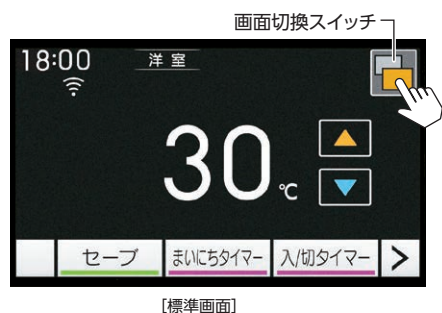 画面切換スイッチ
18:00 洋室
30℃
セーブ まいにちタイマー 入/切タイマー >
[標準画面]